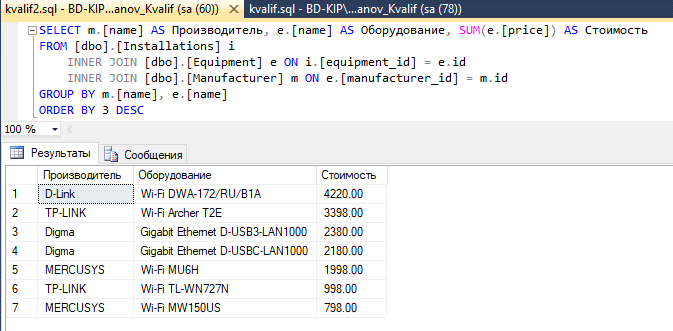 kvalif2.sql - BD-KIP...anov_Kvalif (sa (60)) kvalif.sql - BD-KIP\...anov_Kvalif (sa (78))
SELECT m.[name] AS Производитель, e.[name] AS Оборудование, SUM(e.[price]) AS Стоимость
FROM [dbo].[Installations] i
INNER JOIN [dbo].[Equipment] e ON i.[equipment_id] = e.id
INNER JOIN [dbo].[Manufacturer] m ON e.[manufacturer_id] = m.id
GROUP BY m.[name], e.[name]
ORDER BY 3 DESC
100 %
Результаты Сообщения
Производитель Оборудование Стоимость
1 D-Link Wi-Fi DWA-172/RU/B1A 4220.00
2 TP-LINK Wi-Fi Archer T2E 3398.00
3 Digma Gigabit Ethernet D-USB3-LAN1000 2380.00
4 Digma Gigabit Ethernet D-USBC-LAN1000 2180.00
5 MERCUSYS Wi-Fi MU6H 1998.00
6 TP-LINK Wi-Fi TL-WN727N 998.00
7 MERCUSYS Wi-Fi MW150US 798.00